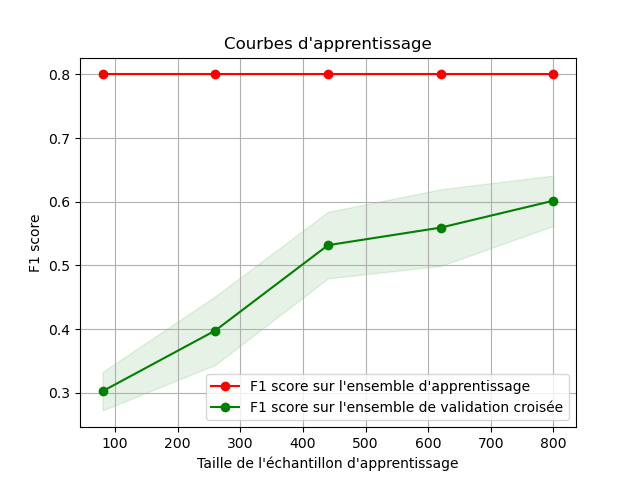 Courbes d'apprentissage
0.8
0.7
0.6
0.5
0.4
0.3
F1 score
F1 score sur l'ensemble d'apprentissage
F1 score sur l'ensemble de validation croisée
100 200 300 400 500 600 700 800
Taille de l'échantillon d'apprentissage